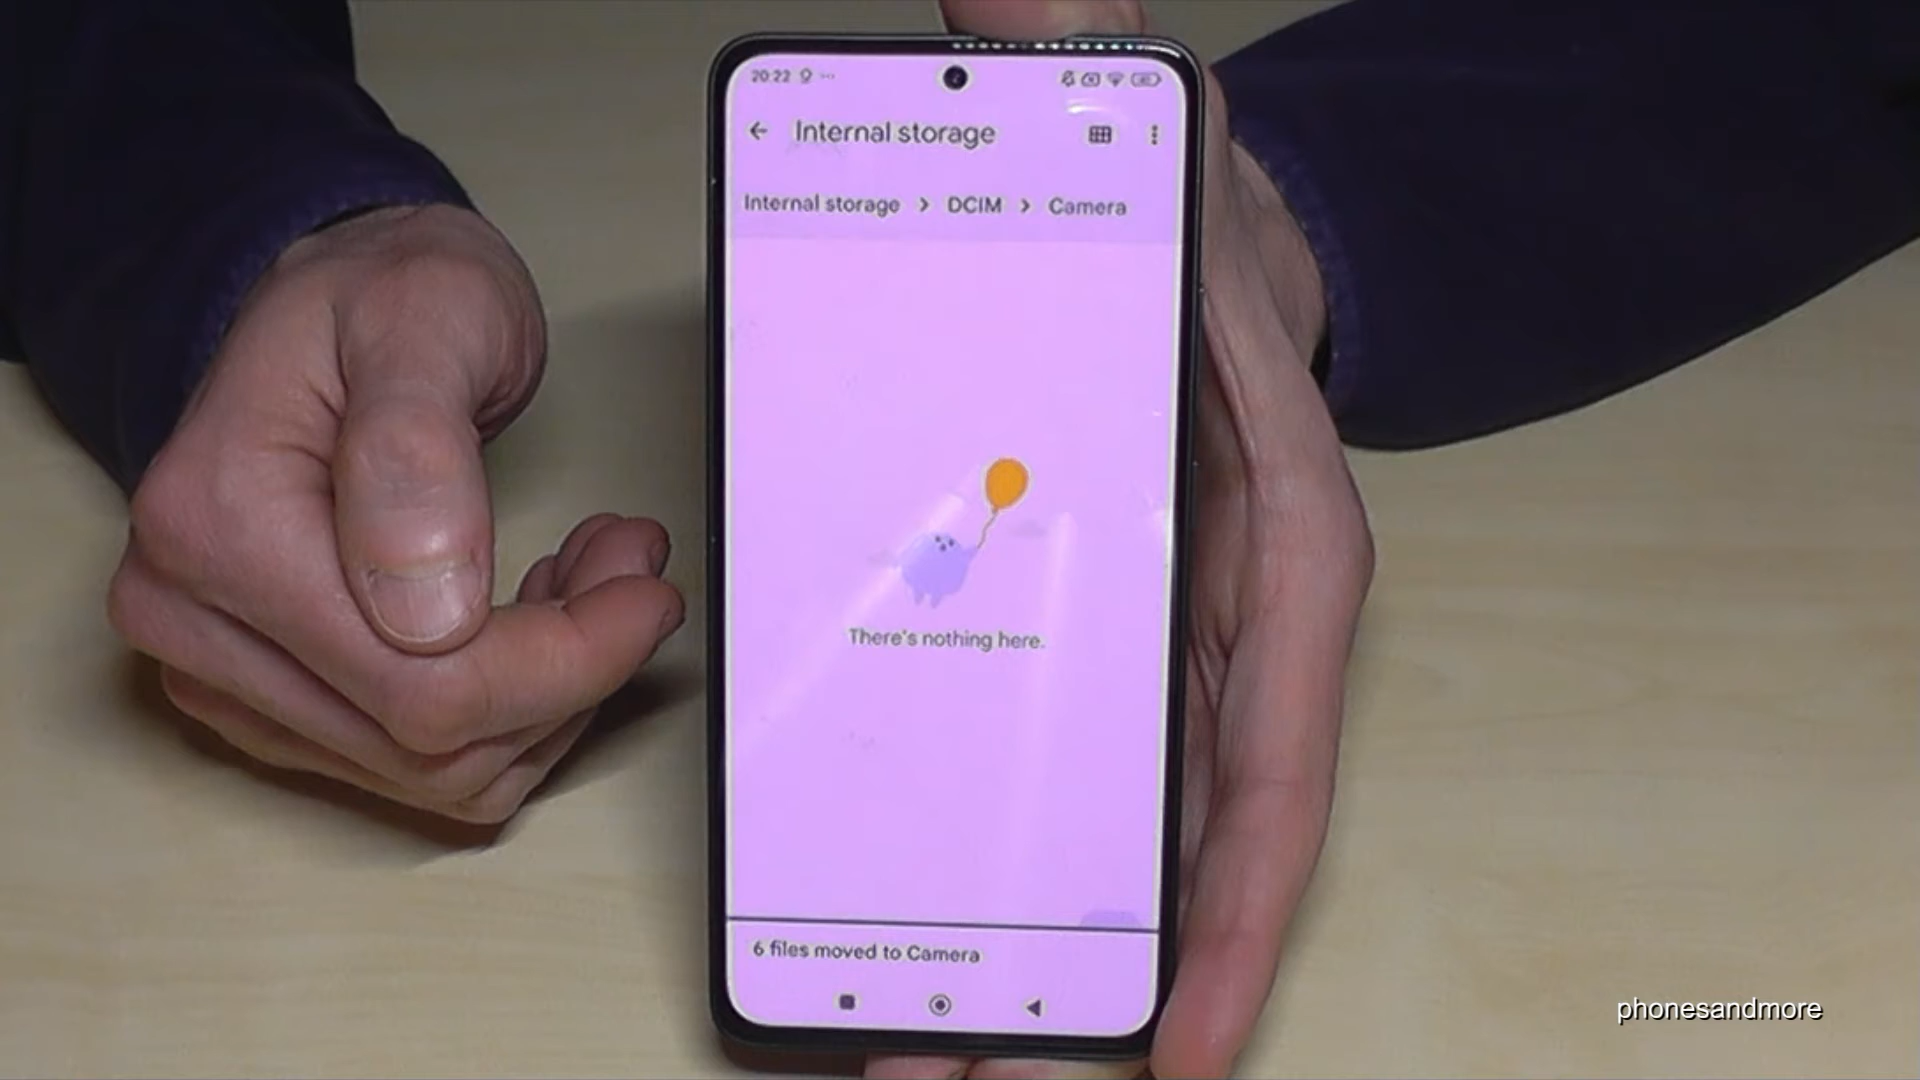 20:22
Internal storage
Internal storage > DCIM > Camera
There's nothing here.
6 files moved to Camera
phonesandmore